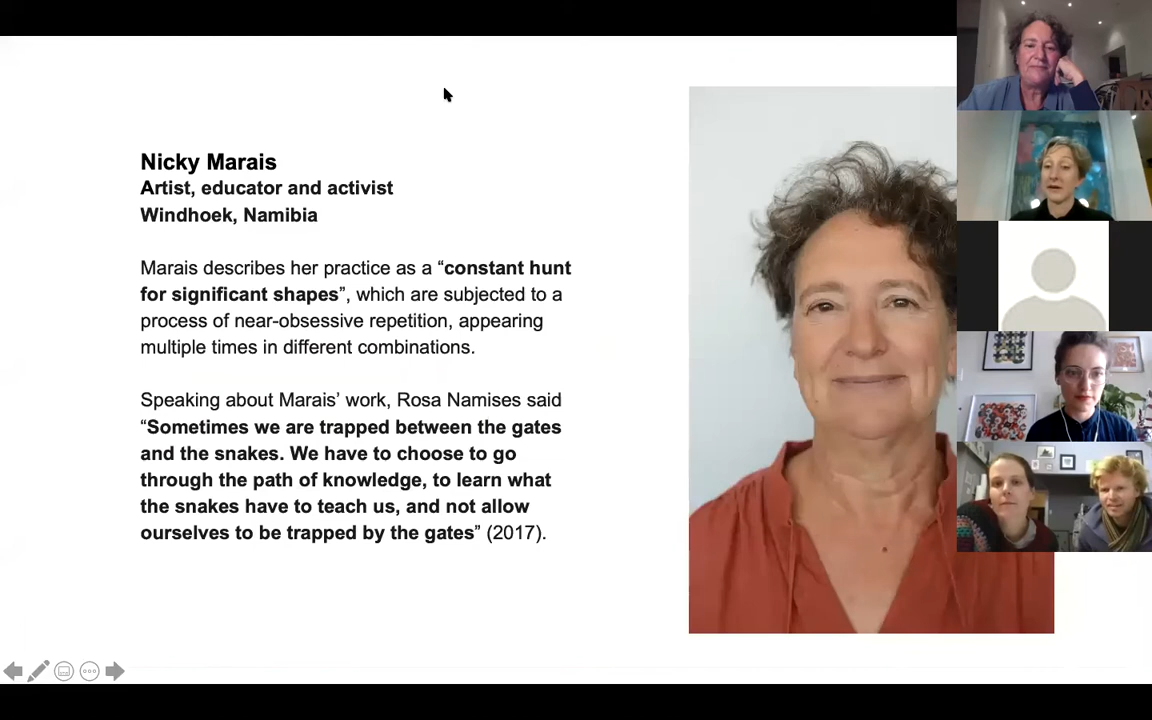 Nicky Marais
Artist, educator and activist
Windhoek, Namibia
Marais describes her practice as a “constant hunt
for significant shapes”, which are subjected to a
process of near-obsessive repetition, appearing
multiple times in different combinations.
Speaking about Marais’ work, Rosa Namises said
“Sometimes we are trapped between the gates
and the snakes. We have to choose to go
through the path of knowledge, to learn what
the snakes have to teach us, and not allow
ourselves to be trapped by the gates” (2017).